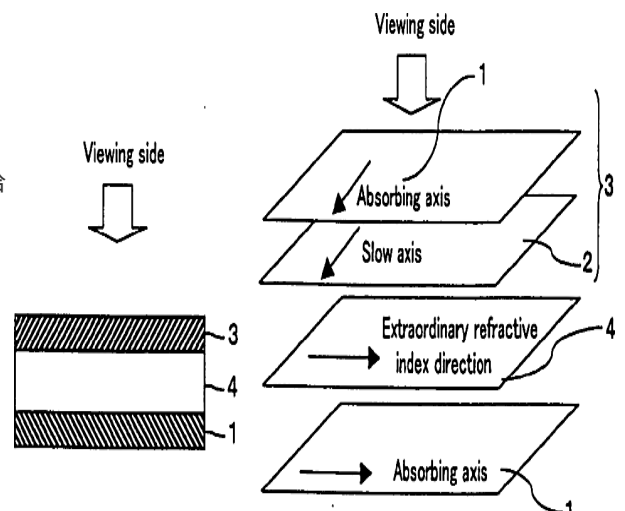 Viewing side
1
Absorbing axis
3
Slow axis
2
Extraordinary refractive
index direction
4
Absorbing axis
1
Viewing side
3
4
1